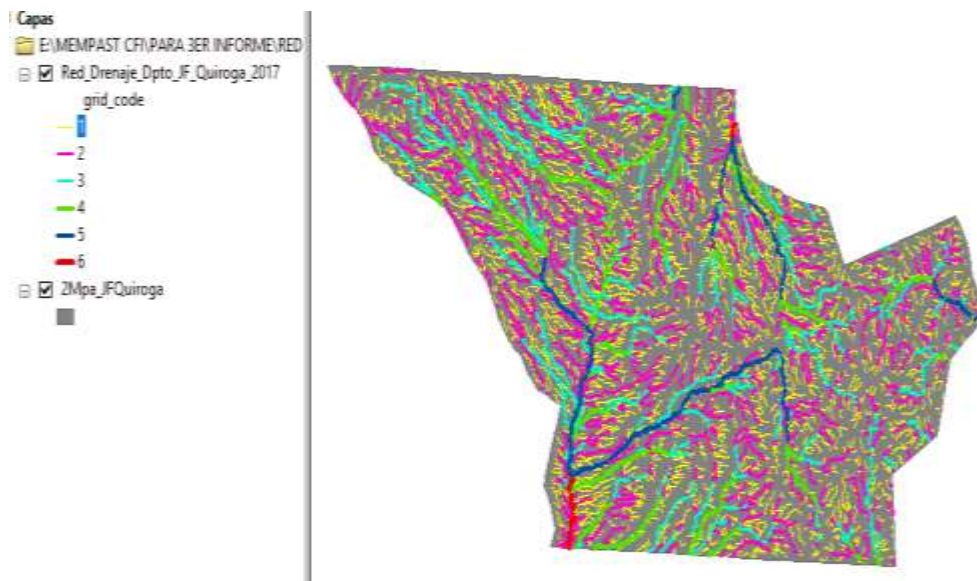 Capas
E:\MEMPAST CFI\PARA 3ER INFORME\RED
Red_Drenaje_Dpto_JF_Quiroga_2017
grid_code
1
2
3
4
5
6
2Mpa_JFQuiroga